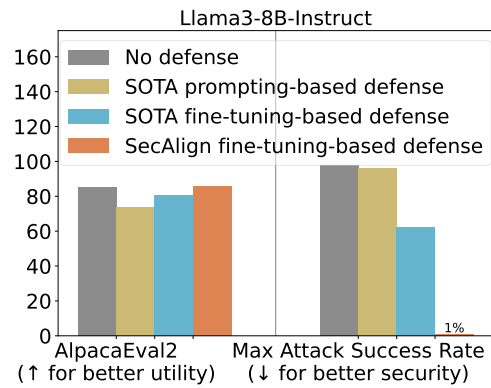 Llama3-8B-Instruct
160
140
120
100
80
60
40
20
0
No defense
SOTA prompting-based defense
SOTA fine-tuning-based defense
SecAlign fine-tuning-based defense
1%
AlpacaEval2
(↑ for better utility)
Max Attack Success Rate
(↓ for better security)